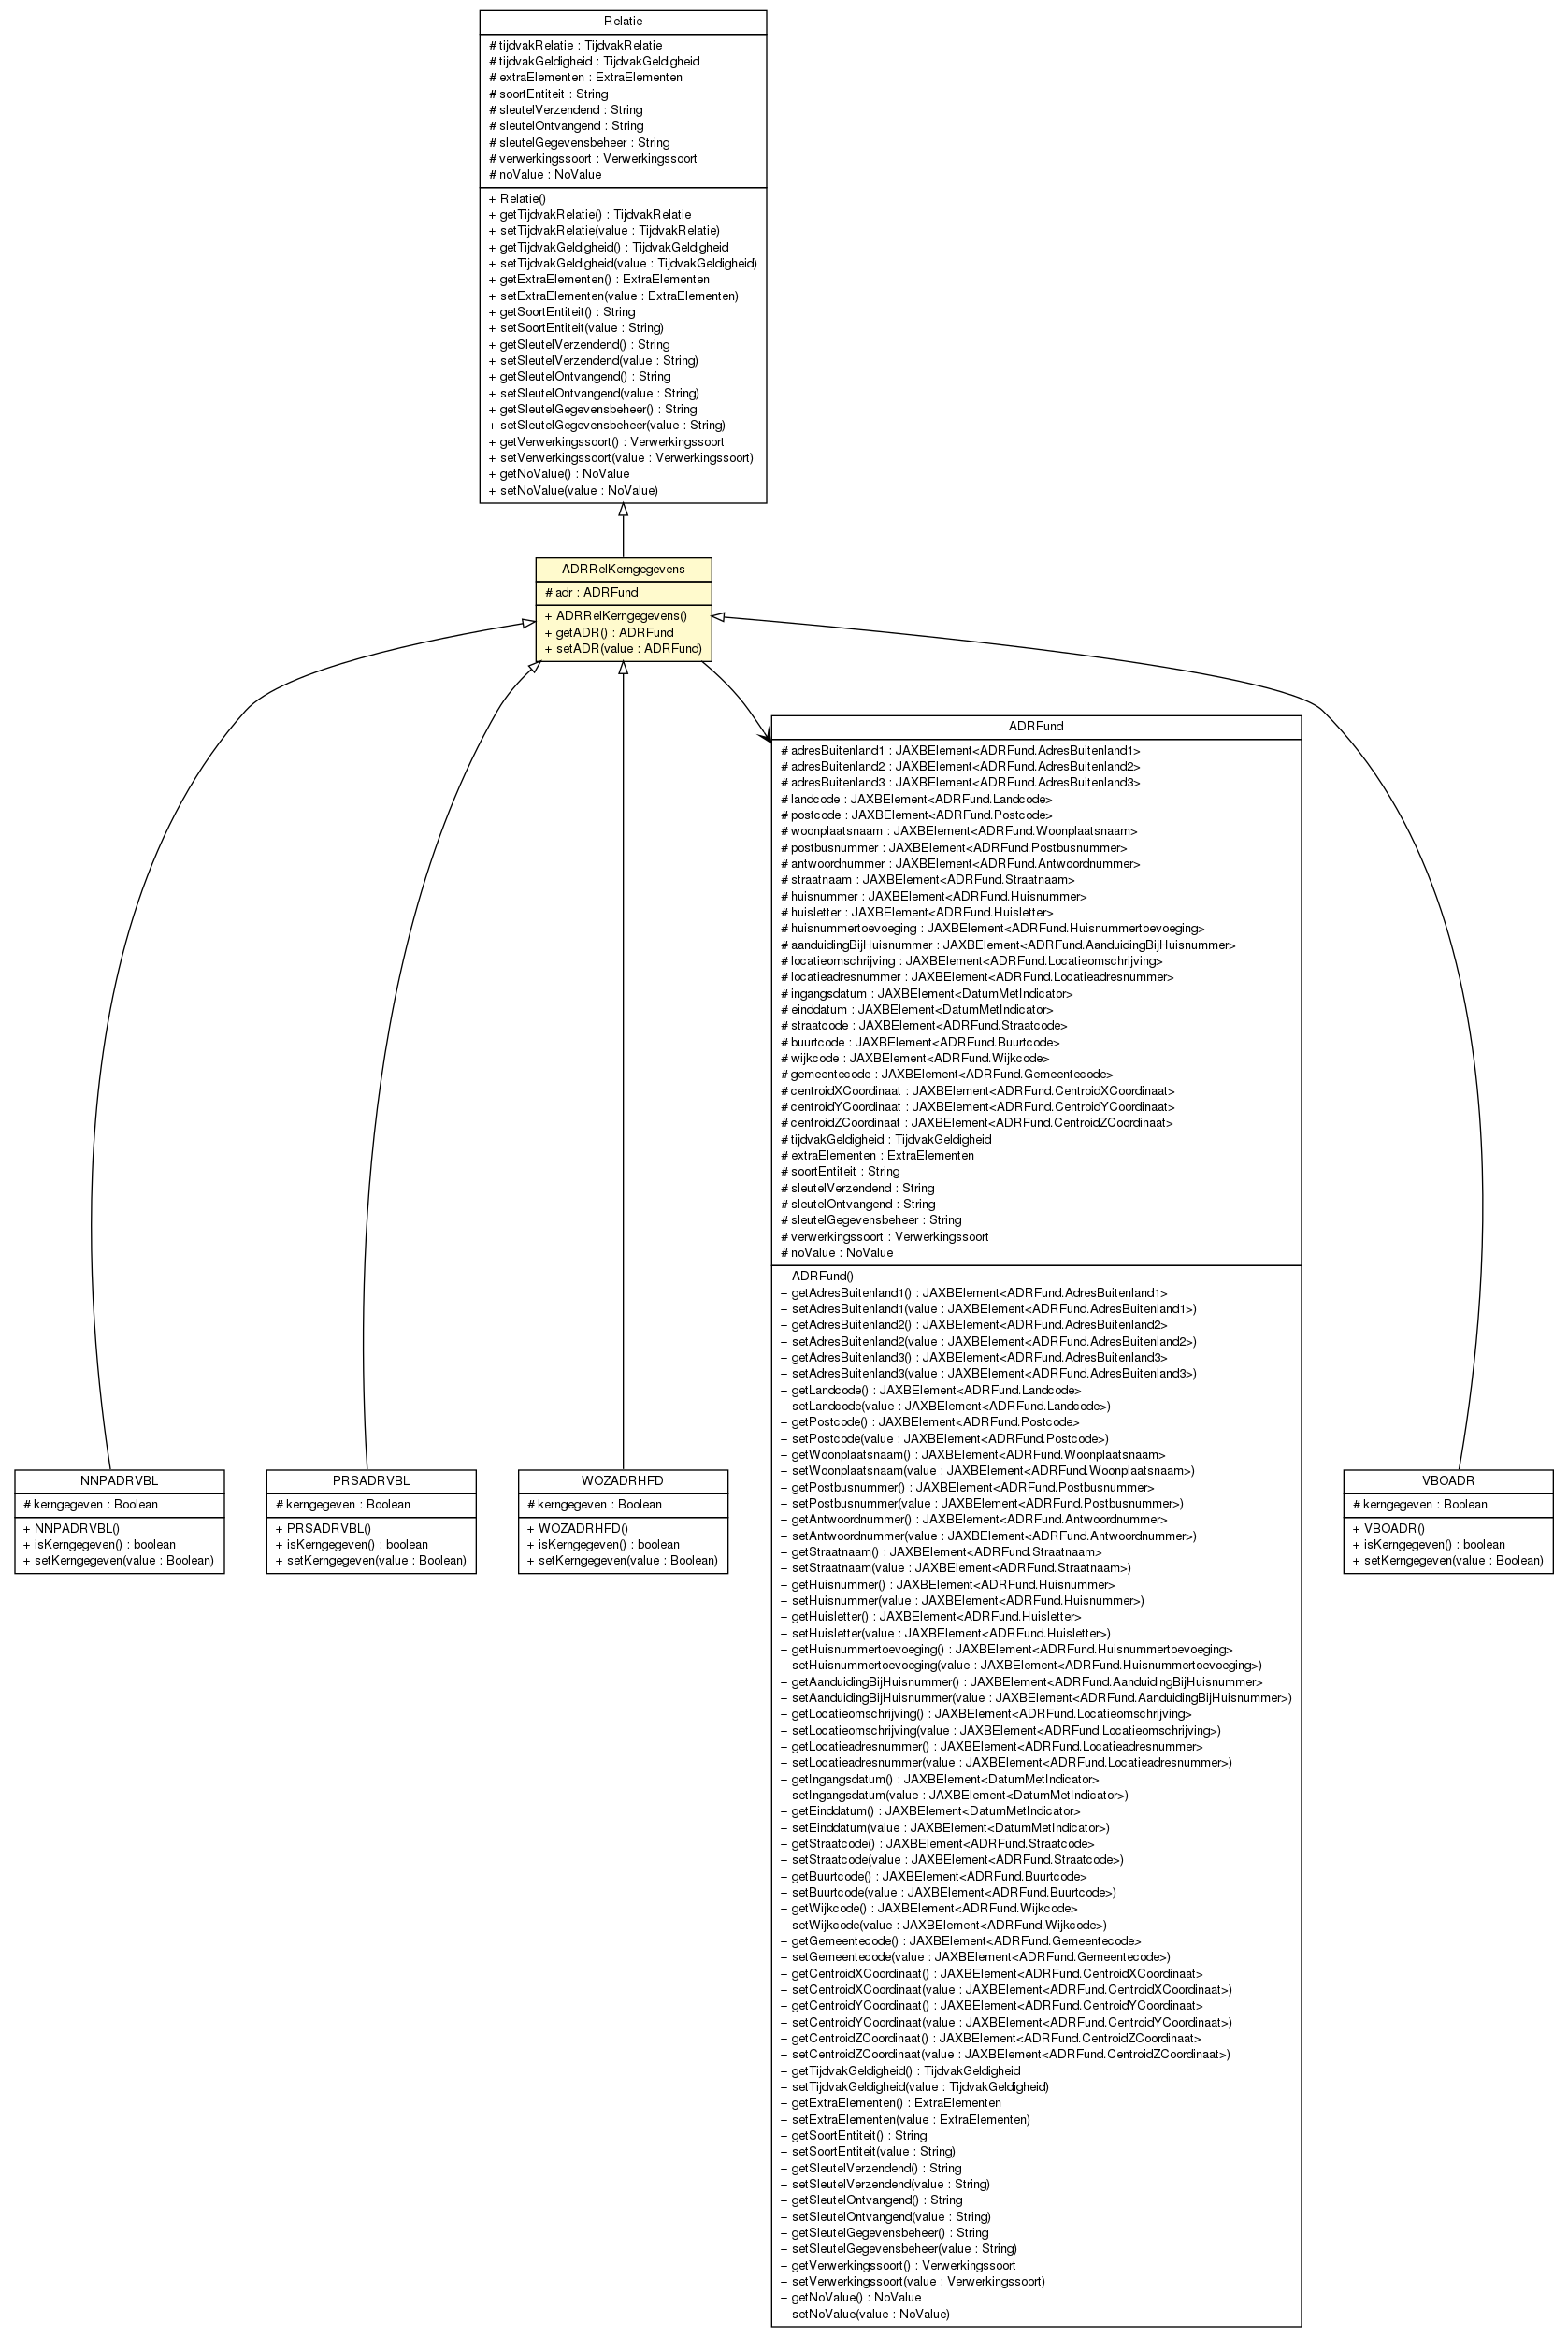 Relatie
# tijdvakRelatie : TijdvakRelatie
# tijdvakGeldigheid : TijdvakGeldigheid
# extraElementen : ExtraElementen
# soortEntiteit : String
# sleutelVerzendend : String
# sleutelOntvangend : String
# sleutelGegevensbeheer : String
# verwerkingssoort : Verwerkingssoort
# noValue : NoValue
+ Relatie()
+ getTijdvakRelatie() : TijdvakRelatie
+ setTijdvakRelatie(value : TijdvakRelatie)
+ getTijdvakGeldigheid() : TijdvakGeldigheid
+ setTijdvakGeldigheid(value : TijdvakGeldigheid)
+ getExtraElementen() : ExtraElementen
+ setExtraElementen(value : ExtraElementen)
+ getSoortEntiteit() : String
+ setSoortEntiteit(value : String)
+ getSleutelVerzendend() : String
+ setSleutelVerzendend(value : String)
+ getSleutelOntvangend() : String
+ setSleutelOntvangend(value : String)
+ getSleutelGegevensbeheer() : String
+ setSleutelGegevensbeheer(value : String)
+ getVerwerkingssoort() : Verwerkingssoort
+ setVerwerkingssoort(value : Verwerkingssoort)
+ getNoValue() : NoValue
+ setNoValue(value : NoValue)
ADRRelKerngegevens
# adr : ADRFund
+ ADRRelKerngegevens()
+ getADR() : ADRFund
+ setADR(value : ADRFund)
ADRFund
# adresBuitenland1 : JAXBElement<ADRFund.AdresBuitenland1>
# adresBuitenland2 : JAXBElement<ADRFund.AdresBuitenland2>
# adresBuitenland3 : JAXBElement<ADRFund.AdresBuitenland3>
# landcode : JAXBElement<ADRFund.Landcode>
# postcode : JAXBElement<ADRFund.Postcode>
# woonplaatsnaam : JAXBElement<ADRFund.Woonplaatsnaam>
# postbusnummer : JAXBElement<ADRFund.Postbusnummer>
# antwoordnummer : JAXBElement<ADRFund.Antwoordnummer>
# straatnaam : JAXBElement<ADRFund.Straatnaam>
# huisnummer : JAXBElement<ADRFund.Huisnummer>
# huisletter : JAXBElement<ADRFund.Huisletter>
# huisnummertoevoeging : JAXBElement<ADRFund.Huisnummertoevoeging>
# aanduidingBijHuisnummer : JAXBElement<ADRFund.AanduidingBijHuisnummer>
# locatieomschrijving : JAXBElement<ADRFund.Locatieomschrijving>
# locatieadresnummer : JAXBElement<ADRFund.Locatieadresnummer>
# ingangsdatum : JAXBElement<DatumMetIndicator>
# einddatum : JAXBElement<DatumMetIndicator>
# straatcode : JAXBElement<ADRFund.Straatcode>
# buurtcode : JAXBElement<ADRFund.Buurtcode>
# wijkcode : JAXBElement<ADRFund.Wijkcode>
# gemeentecode : JAXBElement<ADRFund.Gemeentecode>
# centroidXCoordinaat : JAXBElement<ADRFund.CentroidXCoordinaat>
# centroidYCoordinaat : JAXBElement<ADRFund.CentroidYCoordinaat>
# centroidZCoordinaat : JAXBElement<ADRFund.CentroidZCoordinaat>
# tijdvakGeldigheid : TijdvakGeldigheid
# extraElementen : ExtraElementen
# soortEntiteit : String
# sleutelVerzendend : String
# sleutelOntvangend : String
# sleutelGegevensbeheer : String
# verwerkingssoort : Verwerkingssoort
# noValue : NoValue
+ ADRFund()
+ getAdresBuitenland1() : JAXBElement<ADRFund.AdresBuitenland1>
+ setAdresBuitenland1(value : JAXBElement<ADRFund.AdresBuitenland1>)
+ getAdresBuitenland2() : JAXBElement<ADRFund.AdresBuitenland2>
+ setAdresBuitenland2(value : JAXBElement<ADRFund.AdresBuitenland2>)
+ getAdresBuitenland3() : JAXBElement<ADRFund.AdresBuitenland3>
+ setAdresBuitenland3(value : JAXBElement<ADRFund.AdresBuitenland3>)
+ getLandcode() : JAXBElement<ADRFund.Landcode>
+ setLandcode(value : JAXBElement<ADRFund.Landcode>)
+ getPostcode() : JAXBElement<ADRFund.Postcode>
+ setPostcode(value : JAXBElement<ADRFund.Postcode>)
+ getWoonplaatsnaam() : JAXBElement<ADRFund.Woonplaatsnaam>
+ setWoonplaatsnaam(value : JAXBElement<ADRFund.Woonplaatsnaam>)
+ getPostbusnummer() : JAXBElement<ADRFund.Postbusnummer>
+ setPostbusnummer(value : JAXBElement<ADRFund.Postbusnummer>)
+ getAntwoordnummer() : JAXBElement<ADRFund.Antwoordnummer>
+ setAntwoordnummer(value : JAXBElement<ADRFund.Antwoordnummer>)
+ getStraatnaam() : JAXBElement<ADRFund.Straatnaam>
+ setStraatnaam(value : JAXBElement<ADRFund.Straatnaam>)
+ getHuisnummer() : JAXBElement<ADRFund.Huisnummer>
+ setHuisnummer(value : JAXBElement<ADRFund.Huisnummer>)
+ getHuisletter() : JAXBElement<ADRFund.Huisletter>
+ setHuisletter(value : JAXBElement<ADRFund.Huisletter>)
+ getHuisnummertoevoeging() : JAXBElement<ADRFund.Huisnummertoevoeging>
+ setHuisnummertoevoeging(value : JAXBElement<ADRFund.Huisnummertoevoeging>)
+ getAanduidingBijHuisnummer() : JAXBElement<ADRFund.AanduidingBijHuisnummer>
+ setAanduidingBijHuisnummer(value : JAXBElement<ADRFund.AanduidingBijHuisnummer>)
+ getLocatieomschrijving() : JAXBElement<ADRFund.Locatieomschrijving>
+ setLocatieomschrijving(value : JAXBElement<ADRFund.Locatieomschrijving>)
+ getLocatieadresnummer() : JAXBElement<ADRFund.Locatieadresnummer>
+ setLocatieadresnummer(value : JAXBElement<ADRFund.Locatieadresnummer>)
+ getIngangsdatum() : JAXBElement<DatumMetIndicator>
+ setIngangsdatum(value : JAXBElement<DatumMetIndicator>)
+ getEinddatum() : JAXBElement<DatumMetIndicator>
+ setEinddatum(value : JAXBElement<DatumMetIndicator>)
+ getStraatcode() : JAXBElement<ADRFund.Straatcode>
+ setStraatcode(value : JAXBElement<ADRFund.Straatcode>)
+ getBuurtcode() : JAXBElement<ADRFund.Buurtcode>
+ setBuurtcode(value : JAXBElement<ADRFund.Buurtcode>)
+ getWijkcode() : JAXBElement<ADRFund.Wijkcode>
+ setWijkcode(value : JAXBElement<ADRFund.Wijkcode>)
+ getGemeentecode() : JAXBElement<ADRFund.Gemeentecode>
+ setGemeentecode(value : JAXBElement<ADRFund.Gemeentecode>)
+ getCentroidXCoordinaat() : JAXBElement<ADRFund.CentroidXCoordinaat>
+ setCentroidXCoordinaat(value : JAXBElement<ADRFund.CentroidXCoordinaat>)
+ getCentroidYCoordinaat() : JAXBElement<ADRFund.CentroidYCoordinaat>
+ setCentroidYCoordinaat(value : JAXBElement<ADRFund.CentroidYCoordinaat>)
+ getCentroidZCoordinaat() : JAXBElement<ADRFund.CentroidZCoordinaat>
+ setCentroidZCoordinaat(value : JAXBElement<ADRFund.CentroidZCoordinaat>)
+ getTijdvakGeldigheid() : TijdvakGeldigheid
+ setTijdvakGeldigheid(value : TijdvakGeldigheid)
+ getExtraElementen() : ExtraElementen
+ setExtraElementen(value : ExtraElementen)
+ getSoortEntiteit() : String
+ setSoortEntiteit(value : String)
+ getSleutelVerzendend() : String
+ setSleutelVerzendend(value : String)
+ getSleutelOntvangend() : String
+ setSleutelOntvangend(value : String)
+ getSleutelGegevensbeheer() : String
+ setSleutelGegevensbeheer(value : String)
+ getVerwerkingssoort() : Verwerkingssoort
+ setVerwerkingssoort(value : Verwerkingssoort)
+ getNoValue() : NoValue
+ setNoValue(value : NoValue)
NNPADRVBL
# kerngegeven : Boolean
+ NNPADRVBL()
+ isKerngegeven() : boolean
+ setKerngegeven(value : Boolean)
PRSADRVBL
# kerngegeven : Boolean
+ PRSADRVBL()
+ isKerngegeven() : boolean
+ setKerngegeven(value : Boolean)
WOZADRHFD
# kerngegeven : Boolean
+ WOZADRHFD()
+ isKerngegeven() : boolean
+ setKerngegeven(value : Boolean)
VBOADR
# kerngegeven : Boolean
+ VBOADR()
+ isKerngegeven() : boolean
+ setKerngegeven(value : Boolean)